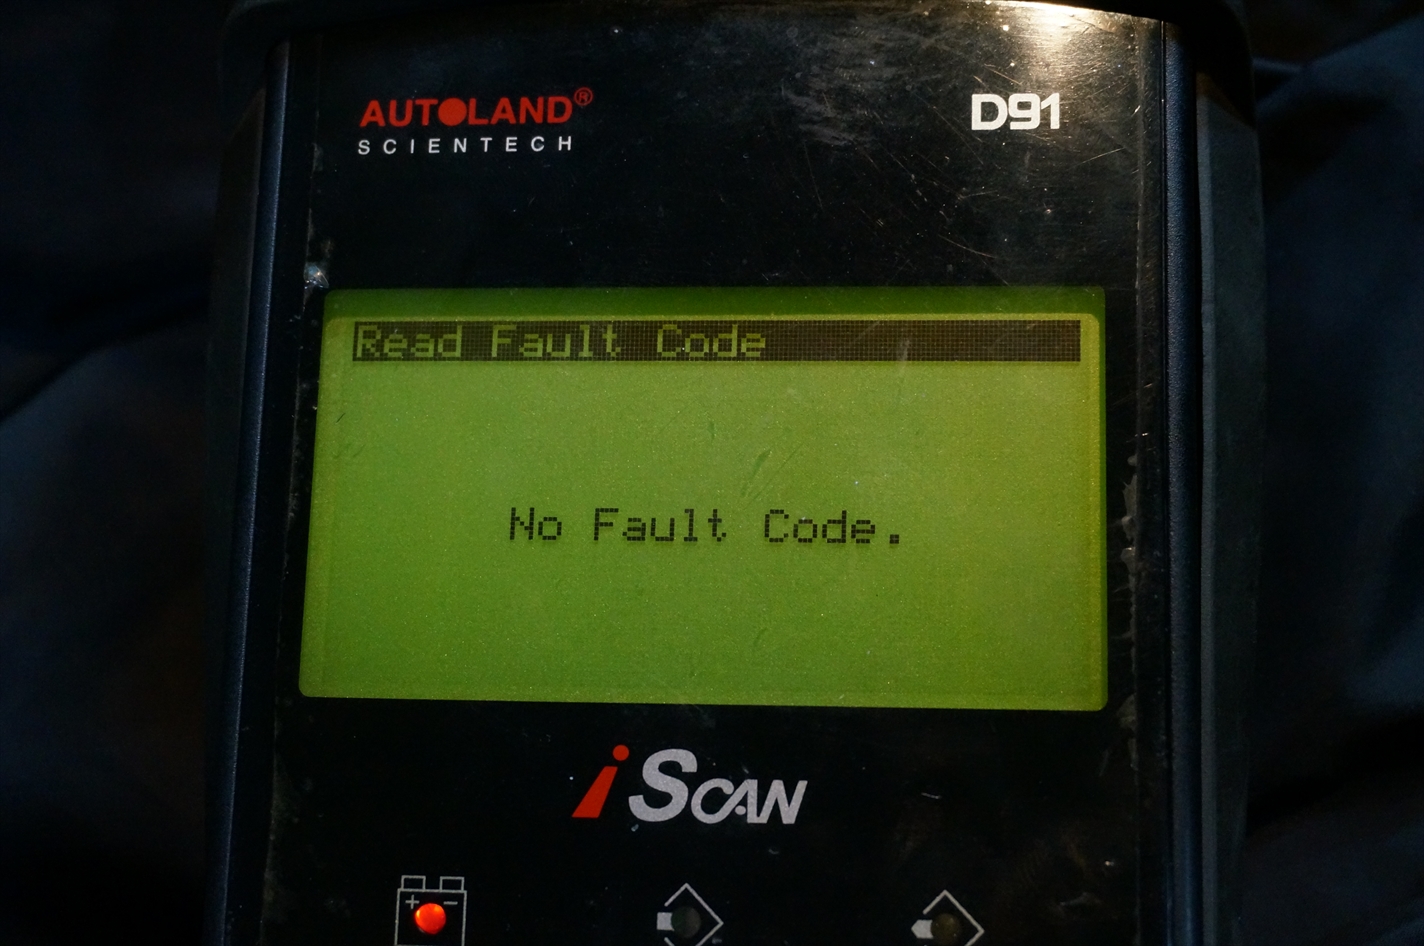 AUTOLAND®
SCIENTECH
D91
Read Fault Code
No Fault Code.
iSCAN
+ −